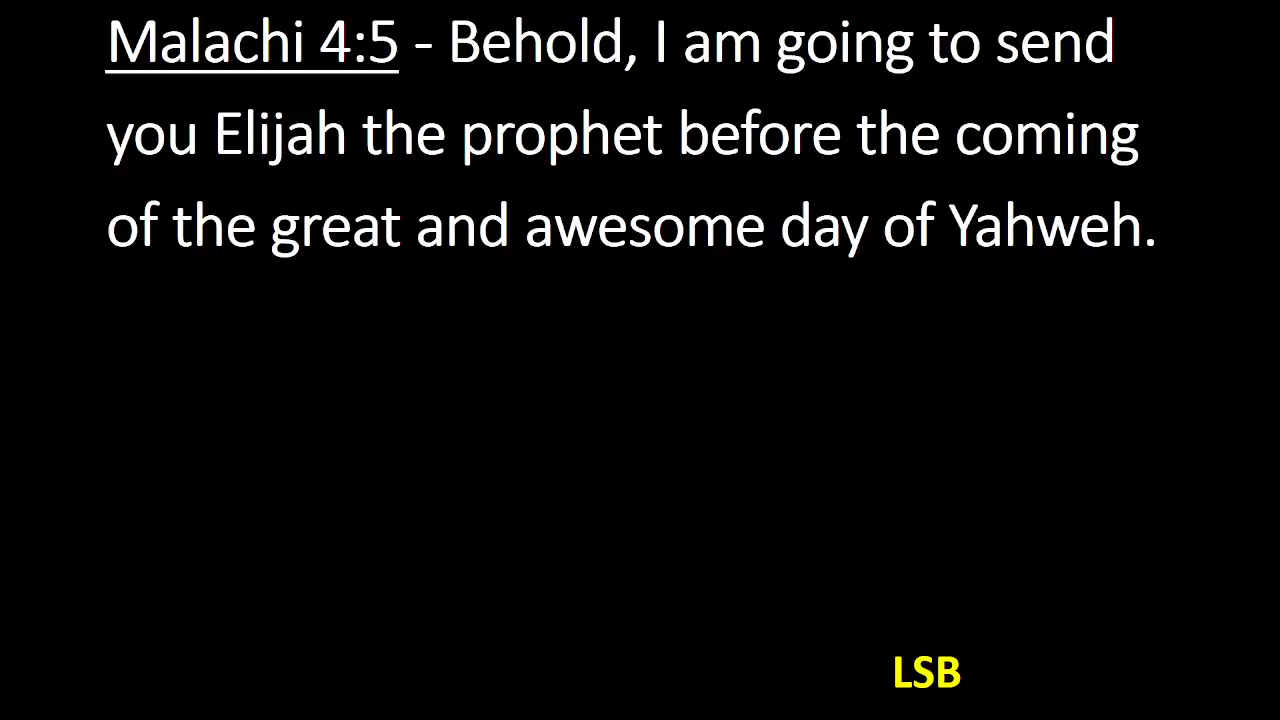 Malachi 4:5 - Behold, I am going to send
you Elijah the prophet before the coming
of the great and awesome day of Yahweh.
LSB